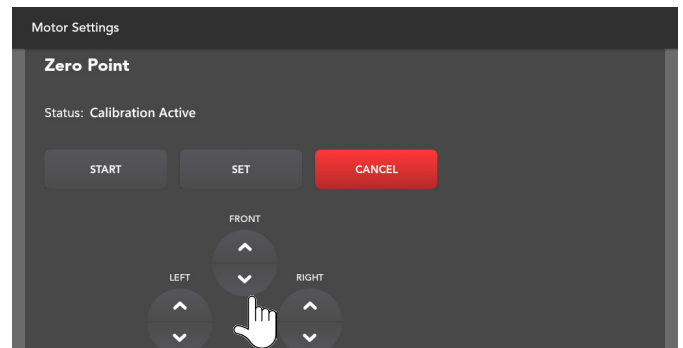 Motor Settings
Zero Point
Status: Calibration Active
START SET CANCEL
FRONT
LEFT RIGHT